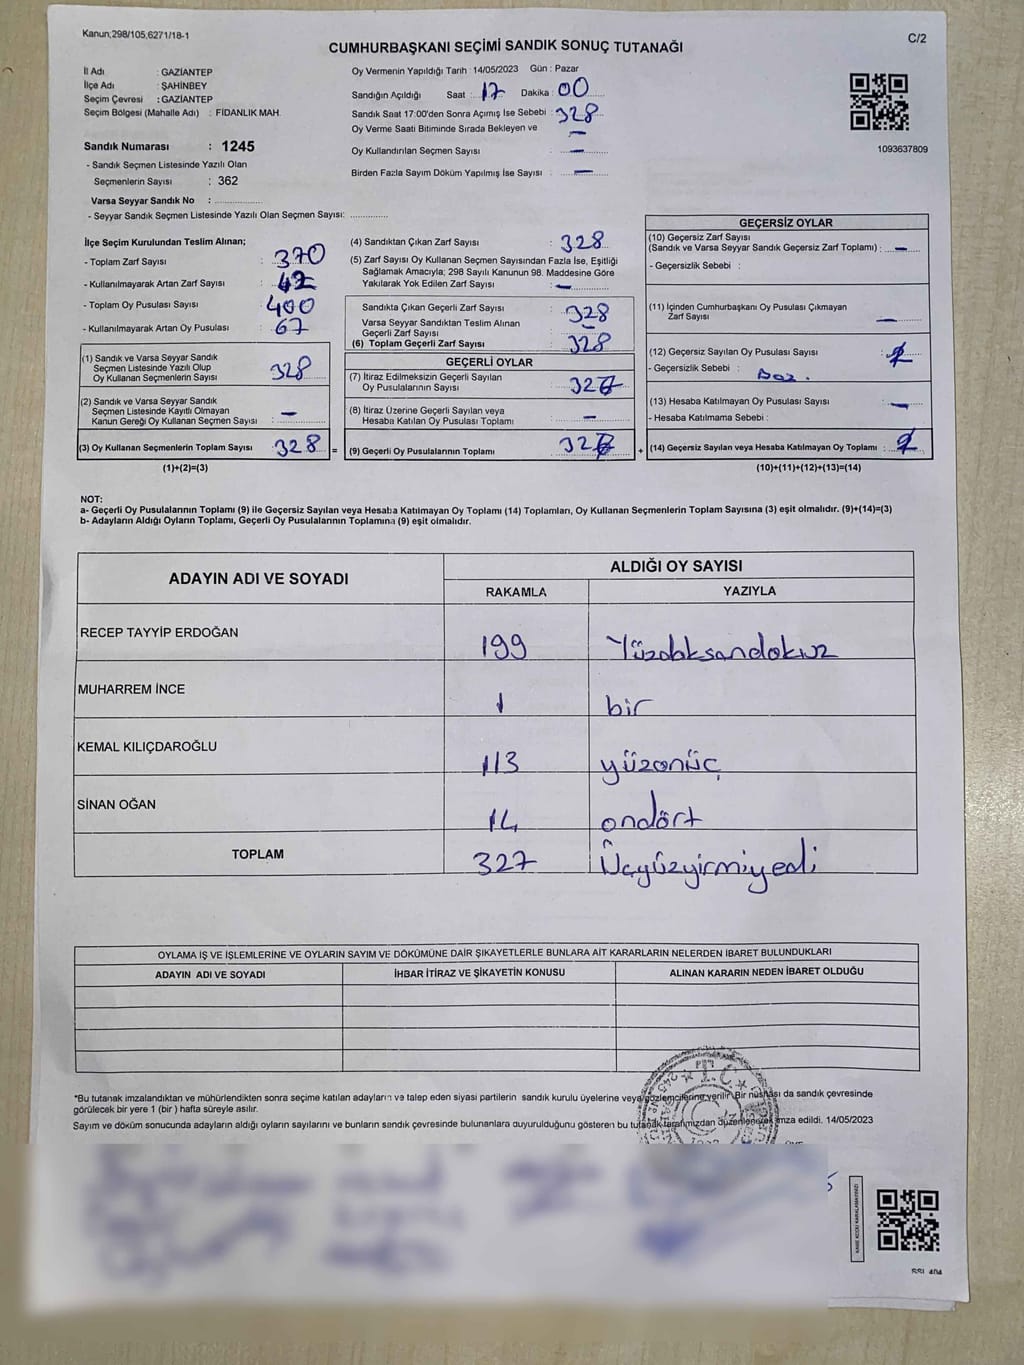 Kanun;298/105,6271/18-1
C/2
CUMHURBAŞKANI SEÇİMİ SANDIK SONUÇ TUTANAĞI
İl Adı : GAZİANTEP
İlçe Adı : ŞAHİNBEY
Seçim Çevresi : GAZİANTEP
Seçim Bölgesi (Mahalle Adı) : FİDANLIK MAH.
Sandık Numarası : 1245
- Sandık Seçmen Listesinde Yazılı Olan
Seçmenlerin Sayısı : 362
Varsa Seyyar Sandık No :
- Seyyar Sandık Seçmen Listesinde Yazılı Olan Seçmen Sayısı:
Oy Vermenin Yapıldığı Tarih : 14/05/2023 Gün : Pazar
Sandığın Açıldığı Saat : 17 Dakika : 00
Sandık Saat 17:00'den Sonra Açımış İse Sebebi : 328
Oy Verme Saati Bitiminde Sırada Bekleyen ve —
Oy Kullandırılan Seçmen Sayısı : —
Birden Fazla Sayım Döküm Yapılmış İse Sayısı : —
1093637809
İlçe Seçim Kurulundan Teslim Alınan;
- Toplam Zarf Sayısı : 370
- Kullanılmayarak Artan Zarf Sayısı : 42
- Toplam Oy Pusulası Sayısı : 400
- Kullanılmayarak Artan Oy Pusulası : 67
(1) Sandık ve Varsa Seyyar Sandık
Seçmen Listesinde Yazılı Olup
Oy Kullanan Seçmenlerin Sayısı : 328
(2) Sandık ve Varsa Seyyar Sandık
Seçmen Listesinde Kayıtlı Olmayan
Kanun Gereği Oy Kullanan Seçmen Sayısı : —
(3) Oy Kullanan Seçmenlerin Toplam Sayısı : 328
(1)+(2)=(3)
=
(4) Sandıktan Çıkan Zarf Sayısı : 328
(5) Zarf Sayısı Oy Kullanan Seçmen Sayısından Fazla İse, Eşitliği
Sağlamak Amacıyla; 298 Sayılı Kanunun 98. Maddesine Göre
Yakılarak Yok Edilen Zarf Sayısı : —
Sandıkta Çıkan Geçerli Zarf Sayısı : 328
Varsa Seyyar Sandıktan Teslim Alınan
Geçerli Zarf Sayısı : —
(6) Toplam Geçerli Zarf Sayısı : 328
GEÇERLİ OYLAR
(7) İtiraz Edilmeksizin Geçerli Sayılan
Oy Pusulalarının Sayısı : 327
(8) İtiraz Üzerine Geçerli Sayılan veya
Hesaba Katılan Oy Pusulası Toplamı : —
(9) Geçerli Oy Pusulalarının Toplamı : 327
+
GEÇERSİZ OYLAR
(10) Geçersiz Zarf Sayısı
(Sandık ve Varsa Seyyar Sandık Geçersiz Zarf Toplamı) : —
- Geçersizlik Sebebi :
(11) İçinden Cumhurbaşkanı Oy Pusulası Çıkmayan
Zarf Sayısı : —
(12) Geçersiz Sayılan Oy Pusulası Sayısı :
- Geçersizlik Sebebi :
(13) Hesaba Katılmayan Oy Pusulası Sayısı : —
- Hesaba Katılmama Sebebi :
(14) Geçersiz Sayılan veya Hesaba Katılmayan Oy Toplamı :
(10)+(11)+(12)+(13)=(14)
NOT:
a- Geçerli Oy Pusulalarının Toplamı (9) ile Geçersiz Sayılan veya Hesaba Katılmayan Oy Toplamı (14) Toplamları, Oy Kullanan Seçmenlerin Toplam Sayısına (3) eşit olmalıdır. (9)+(14)=(3)
b- Adayların Aldığı Oyların Toplamı, Geçerli Oy Pusulalarının Toplamına (9) eşit olmalıdır.
ADAYIN ADI VE SOYADI
ALDIĞI OY SAYISI
RAKAMLA YAZIYLA
RECEP TAYYİP ERDOĞAN 199 Yüzdoksandokuz
MUHARREM İNCE 1 bir
KEMAL KILIÇDAROĞLU 113 yüzonüç
SİNAN OĞAN 14 ondört
TOPLAM 327 Üçyüzyirmiyedi
OYLAMA İŞ VE İŞLEMLERİNE VE OYLARIN SAYIM VE DÖKÜMÜNE DAİR ŞİKAYETLERLE BUNLARA AİT KARARLARIN NELERDEN İBARET BULUNDUKLARI
ADAYIN ADI VE SOYADI İHBAR İTİRAZ VE ŞİKAYETİN KONUSU ALINAN KARARIN NEDEN İBARET OLDUĞU
*Bu tutanak imzalandıktan ve mühürlendikten sonra seçime katılan adayların ve talep eden siyasi partilerin sandık kurulu üyelerine veya gözlemcilerine verilir. Bir nüshası da sandık çevresinde
görülecek bir yere 1 (bir ) hafta süreyle asılır.
Sayım ve döküm sonucunda adayların aldığı oyların sayılarını ve bunların sandık çevresinde bulunanlara duyurulduğunu gösteren bu tutanak tarafımızdan düzenlenerek imza edildi. 14/05/2023